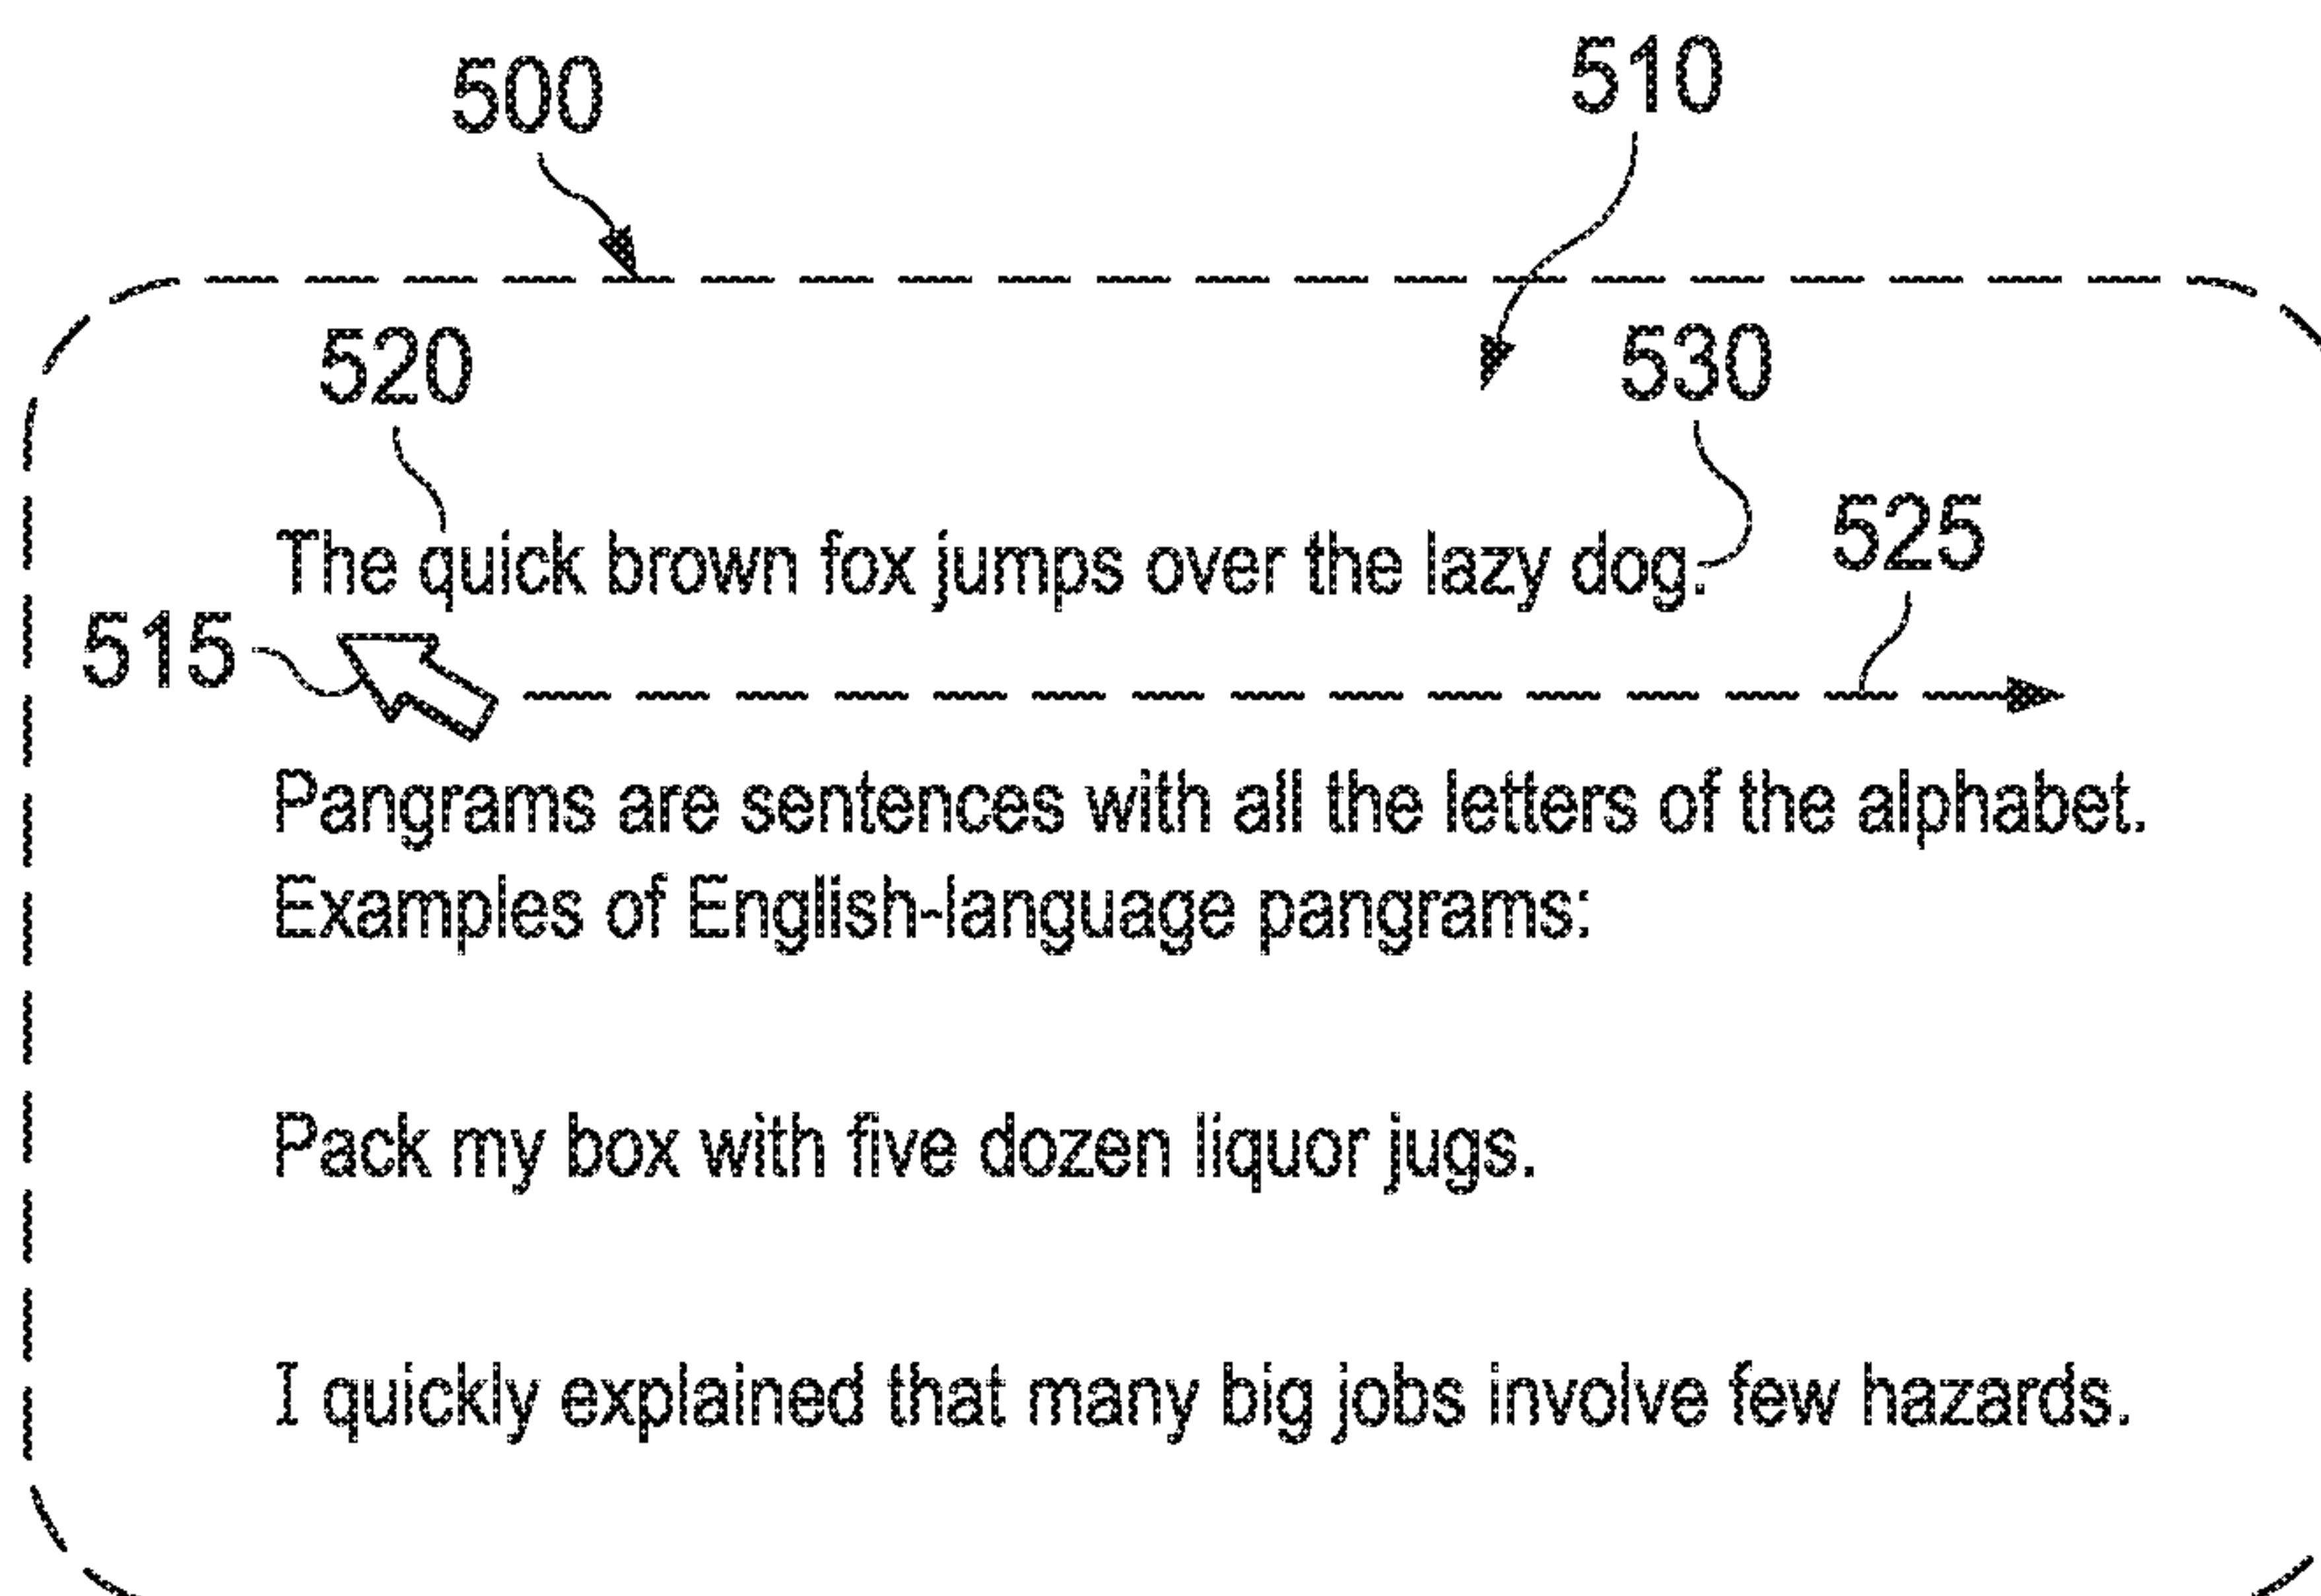 500
510
520
530
The quick brown fox jumps over the lazy dog.
525
515
Pangrams are sentences with all the letters of the alphabet.
Examples of English-language pangrams:
Pack my box with five dozen liquor jugs.
I quickly explained that many big jobs involve few hazards.